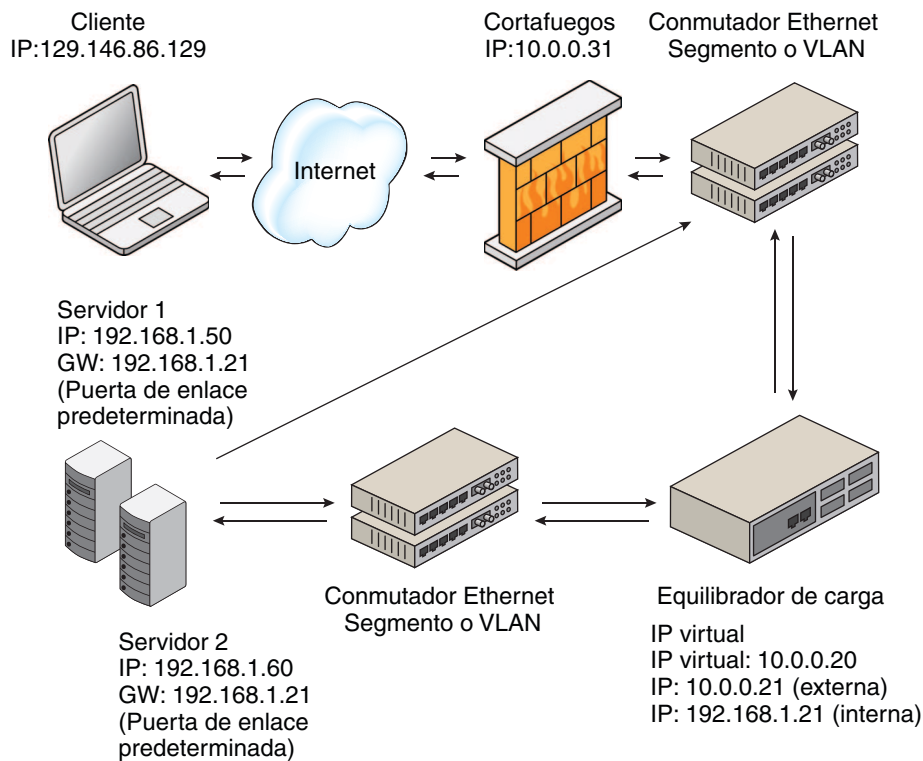 Cliente
IP:129.146.86.129
Cortafuegos
IP:10.0.0.31
Conmutador Ethernet
Segmento o VLAN
Internet
Servidor 1
IP: 192.168.1.50
GW: 192.168.1.21
(Puerta de enlace
predeterminada)
Conmutador Ethernet
Segmento o VLAN
Equilibrador de carga
IP virtual
IP virtual: 10.0.0.20
IP: 10.0.0.21 (externa)
IP: 192.168.1.21 (interna)
Servidor 2
IP: 192.168.1.60
GW: 192.168.1.21
(Puerta de enlace
predeterminada)